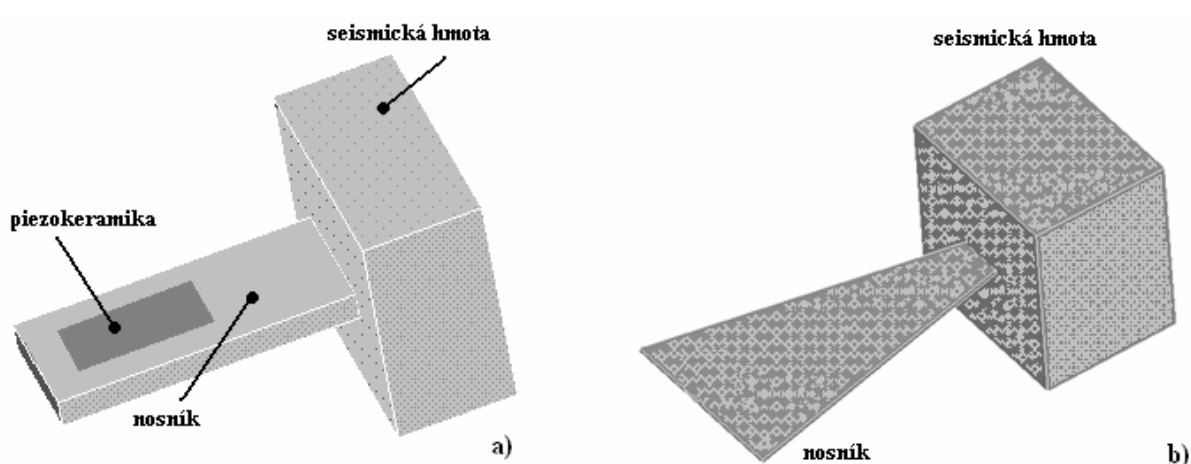 seismická hmota
piezokeramika
nosník
a)
seismická hmota
nosník
b)